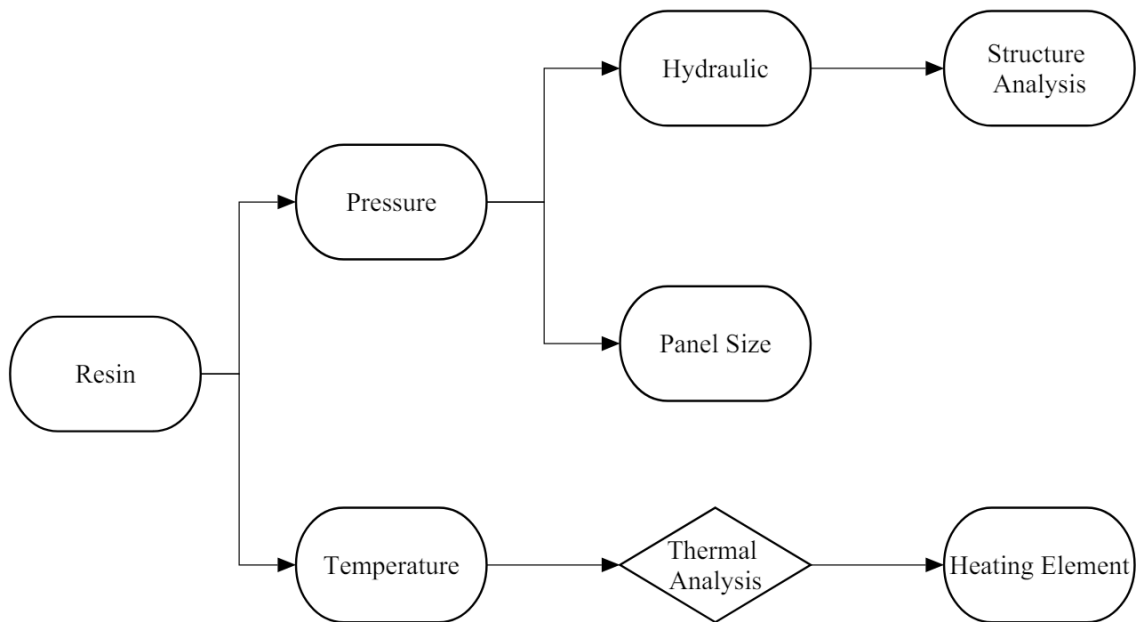 Hydraulic
Structure
Analysis
Pressure
Panel Size
Resin
Temperature
Thermal
Analysis
Heating Element